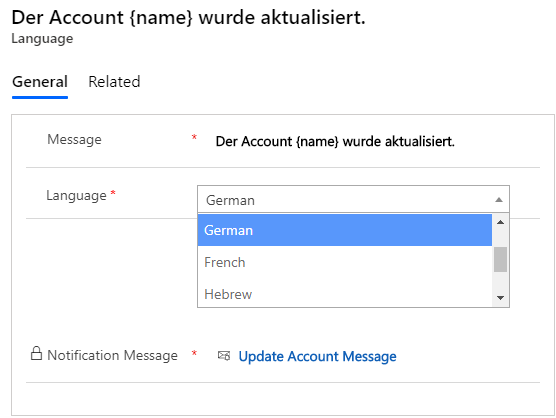 Der Account {name} wurde aktualisiert.
Language
General Related
Message * Der Account {name} wurde aktualisiert.
Language * German
German
French
Hebrew
Notification Message * Update Account Message